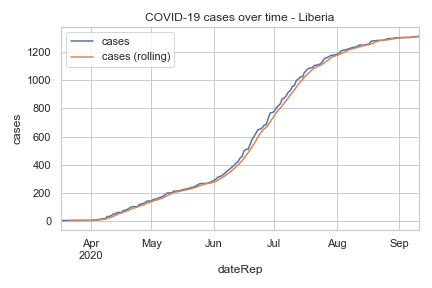 COVID-19 cases over time - Liberia
cases
cases (rolling)
1200
1000
800
600
400
200
0
cases
Apr
2020
May
Jun
Jul
Aug
Sep
dateRep